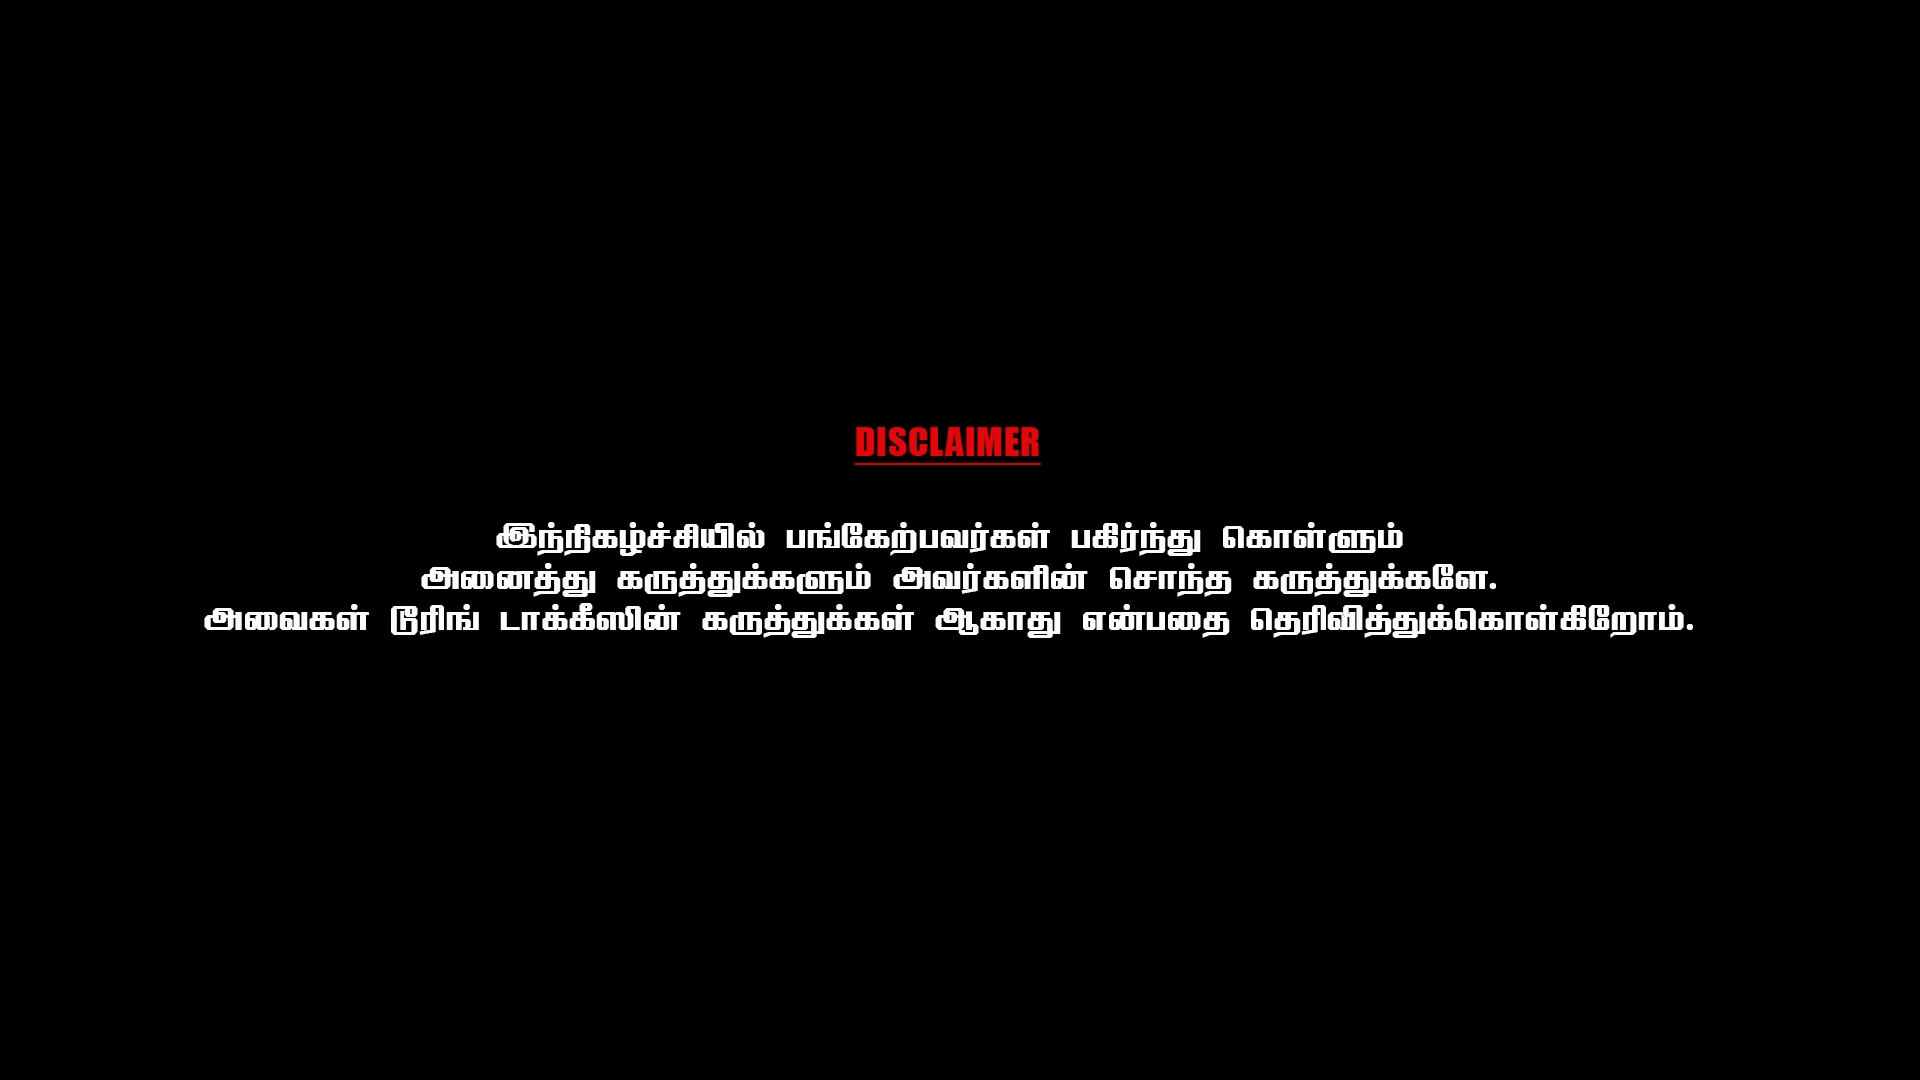 DISCLAIMER
இந்நிகழ்ச்சியில் பங்கேற்பவர்கள் பகிர்ந்து கொள்ளும்
அனைத்து கருத்துக்களும் அவர்களின் சொந்த கருத்துக்களே.
அவைகள் டூரிங் டாக்கீஸின் கருத்துக்கள் ஆகாது என்பதை தெரிவித்துக்கொள்கிறோம்.